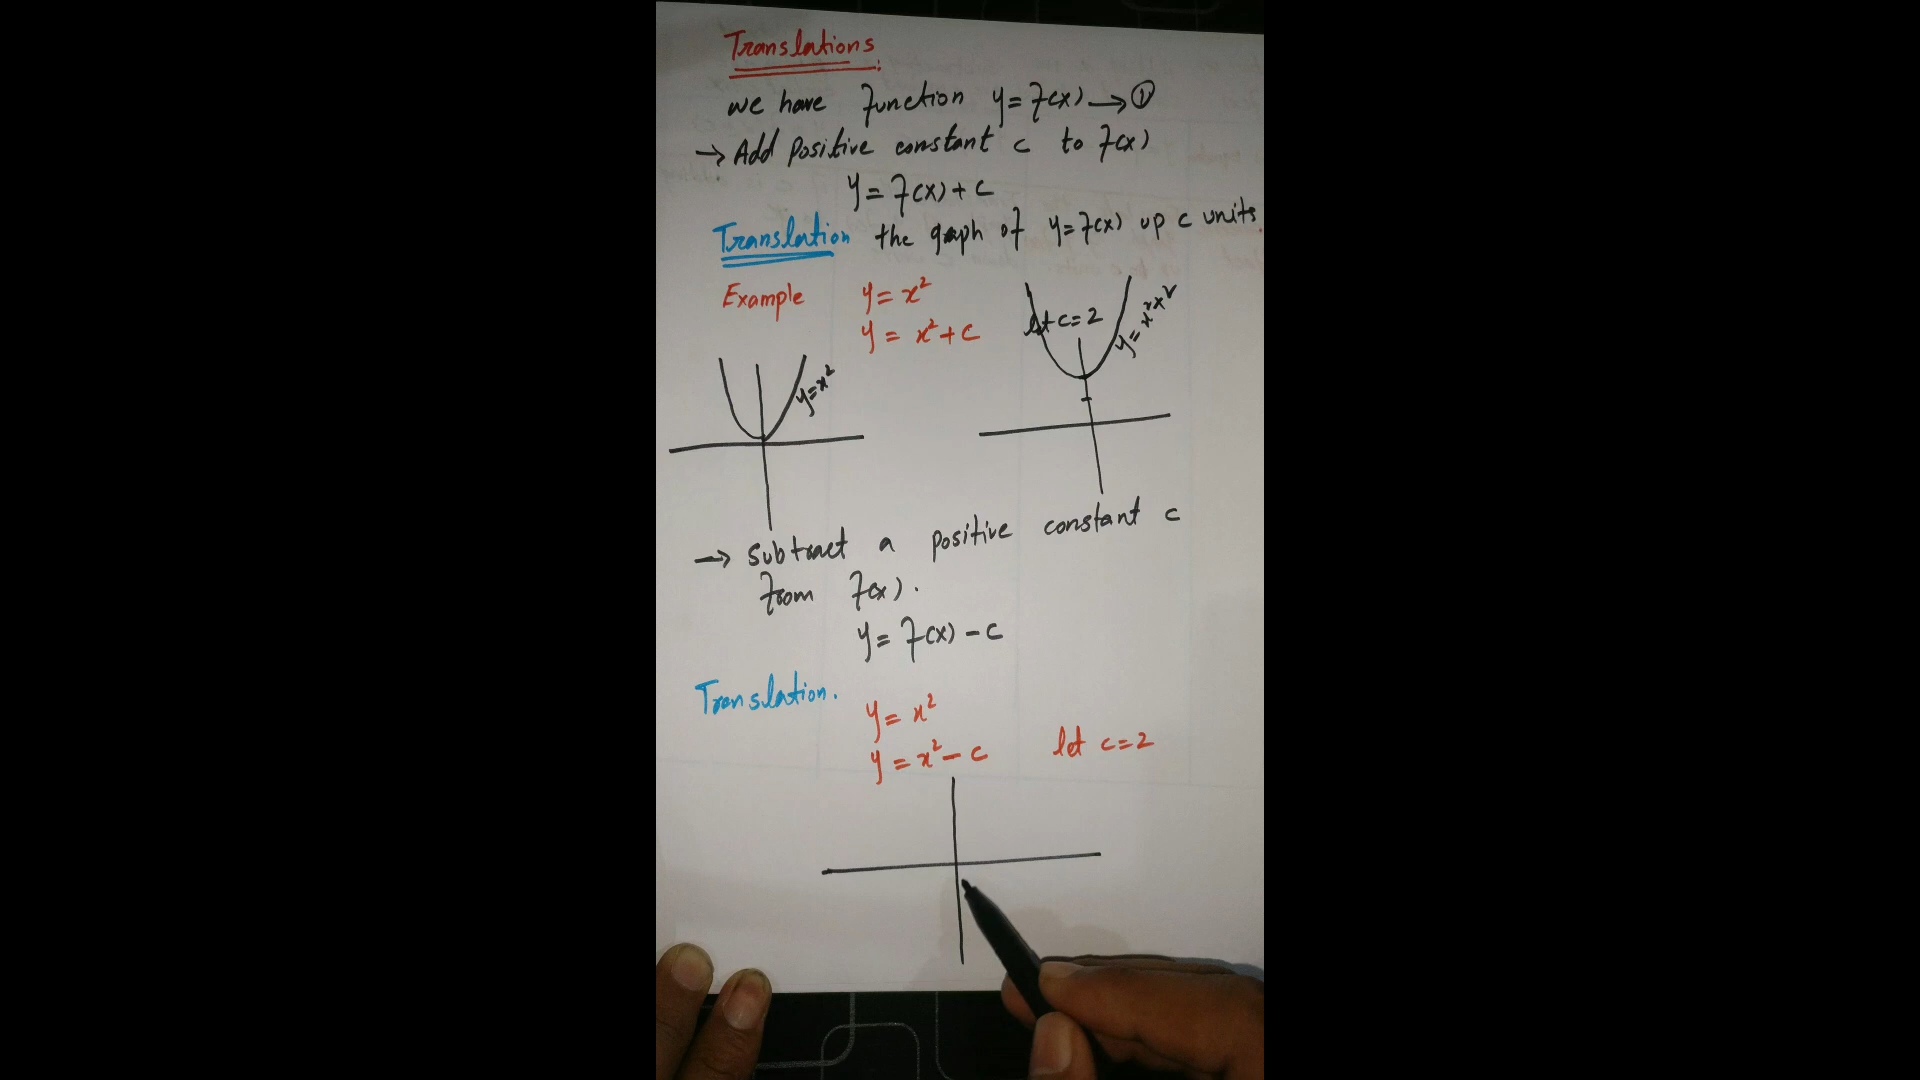 Translations:
we have function y = f(x) → ①
→ Add positive constant c to f(x)
y = f(x) + c
Translation the graph of y = f(x) up c units.
Example y = x²
y = x² + c
let c = 2
y = x²
→ subtract a positive constant c
from f(x).
y = f(x) - c
Translation.
y = x²
y = x² - c let c = 2